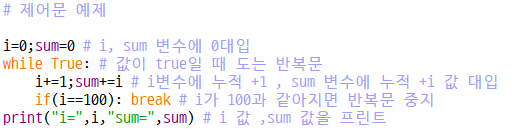 # 제어문 예제
i=0;sum=0 # i, sum 변수에 0대입
while True: # 값이 true일 때 도는 반복문
    i+=1;sum+=i # i변수에 누적 +1 , sum 변수에 누적 +i 값 대입
    if(i==100): break # i가 100과 같아지면 반복문 중지
print("i=",i,"sum=",sum) # i 값 ,sum 값을 프린트